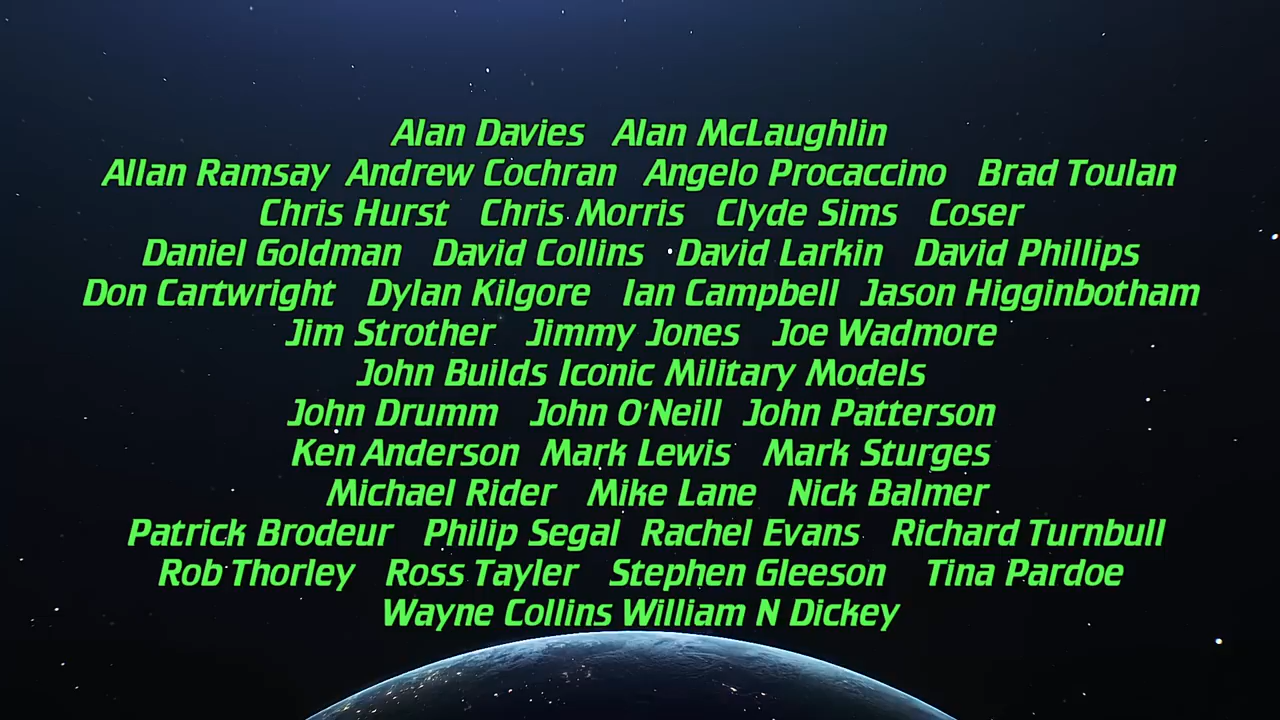 Alan Davies Alan McLaughlin
Allan Ramsay Andrew Cochran Angelo Procaccino Brad Toulan
Chris Hurst Chris Morris Clyde Sims Coser
Daniel Goldman David Collins David Larkin David Phillips
Don Cartwright Dylan Kilgore Ian Campbell Jason Higginbotham
Jim Strother Jimmy Jones Joe Wadmore
John Builds Iconic Military Models
John Drumm John O'Neill John Patterson
Ken Anderson Mark Lewis Mark Sturges
Michael Rider Mike Lane Nick Balmer
Patrick Brodeur Philip Segal Rachel Evans Richard Turnbull
Rob Thorley Ross Tayler Stephen Gleeson Tina Pardoe
Wayne Collins William N Dickey